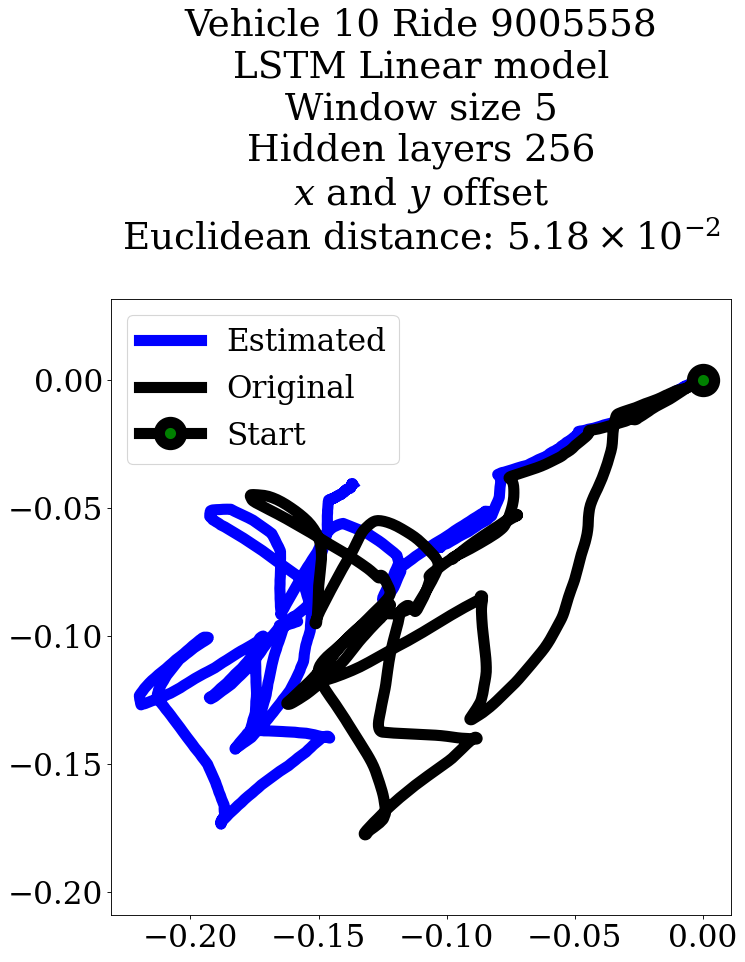 Vehicle 10 Ride 9005558
LSTM Linear model
Window size 5
Hidden layers 256
x and y offset
Euclidean distance: 5.18 × 10⁻²
Estimated
Original
Start
0.00
−0.05
−0.10
−0.15
−0.20
−0.20 −0.15 −0.10 −0.05 0.00